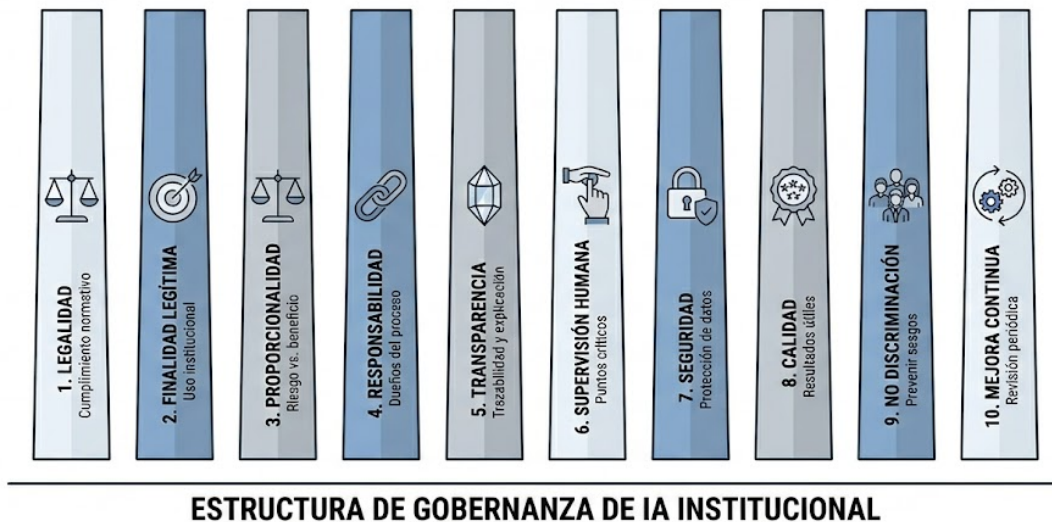 1. LEGALIDAD
Cumplimiento normativo
2. FINALIDAD LEGÍTIMA
Uso institucional
3. PROPORCIONALIDAD
Riesgo vs. beneficio
4. RESPONSABILIDAD
Dueños del proceso
5. TRANSPARENCIA
Trazabilidad y explicación
6. SUPERVISIÓN HUMANA
Puntos críticos
7. SEGURIDAD
Protección de datos
8. CALIDAD
Resultados útiles
9. NO DISCRIMINACIÓN
Prevenir sesgos
10. MEJORA CONTINUA
Revisión periódica
ESTRUCTURA DE GOBERNANZA DE IA INSTITUCIONAL